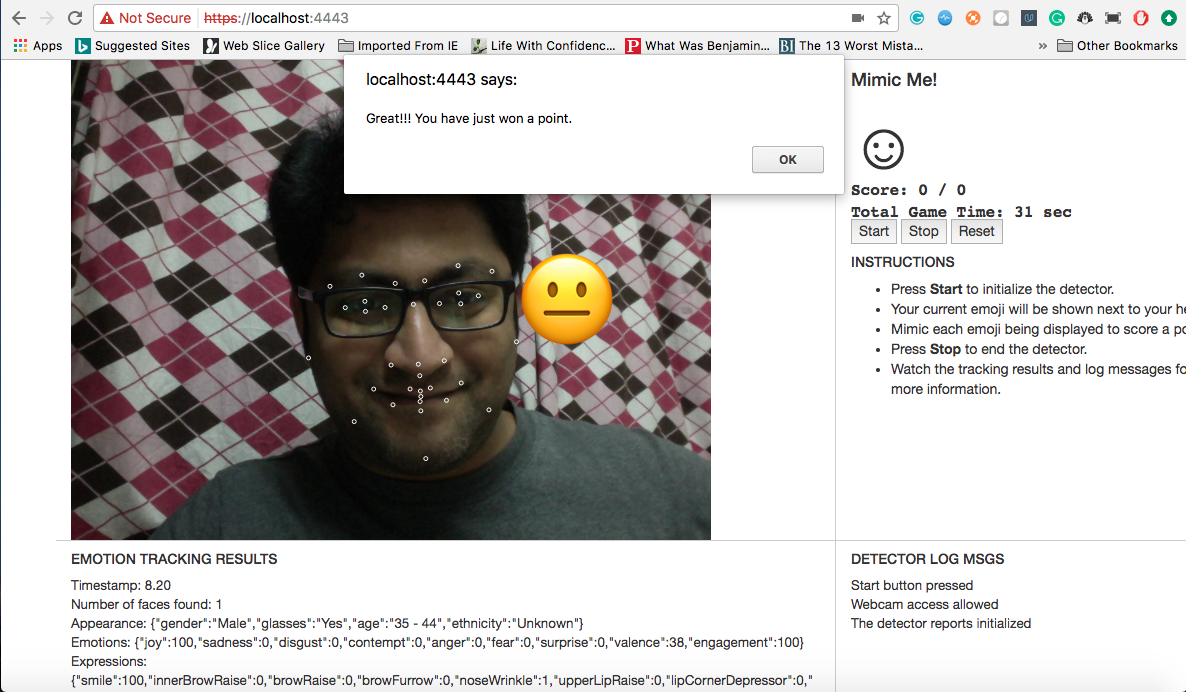 Not Secure https://localhost:4443
Apps Suggested Sites Web Slice Gallery Imported From IE Life With Confidenc... What Was Benjamin... The 13 Worst Mista... » Other Bookmarks
localhost:4443 says:
Great!!! You have just won a point.
OK
Mimic Me!
Score: 0 / 0
Total Game Time: 31 sec
Start Stop Reset
INSTRUCTIONS
• Press Start to initialize the detector.
• Your current emoji will be shown next to your he
• Mimic each emoji being displayed to score a po
• Press Stop to end the detector.
• Watch the tracking results and log messages fo
more information.
EMOTION TRACKING RESULTS
Timestamp: 8.20
Number of faces found: 1
Appearance: {"gender":"Male","glasses":"Yes","age":"35 - 44","ethnicity":"Unknown"}
Emotions: {"joy":100,"sadness":0,"disgust":0,"contempt":0,"anger":0,"fear":0,"surprise":0,"valence":38,"engagement":100}
Expressions:
{"smile":100,"innerBrowRaise":0,"browRaise":0,"browFurrow":0,"noseWrinkle":1,"upperLipRaise":0,"lipCornerDepressor":0,"
DETECTOR LOG MSGS
Start button pressed
Webcam access allowed
The detector reports initialized